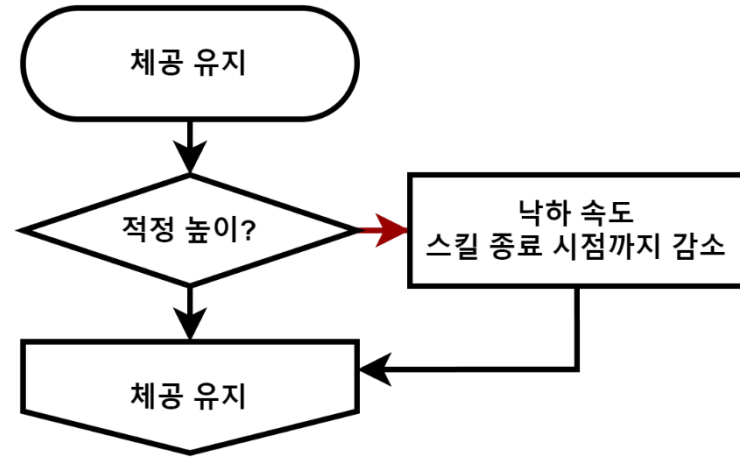 체공 유지
적정 높이?
낙하 속도
스킬 종료 시점까지 감소
체공 유지